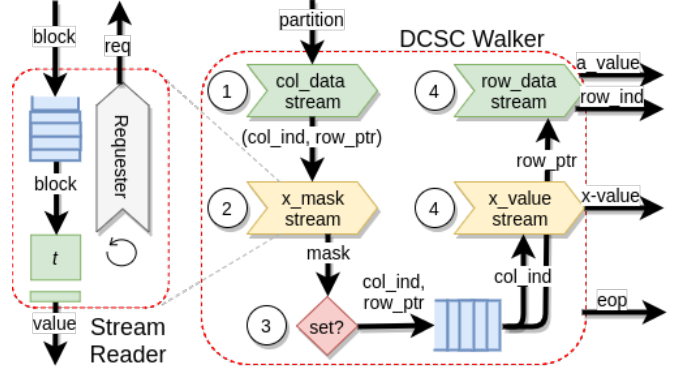 block
req
partition
DCSC Walker
a_value
1
col_data
stream
4
row_data
stream
row_ind
(col_ind, row_ptr)
Requester
block
row_ptr
2
x_mask
stream
4
x_value
stream
x-value
t
mask
col_ind,
row_ptr
col_ind
eop
value
Stream
Reader
3
set?